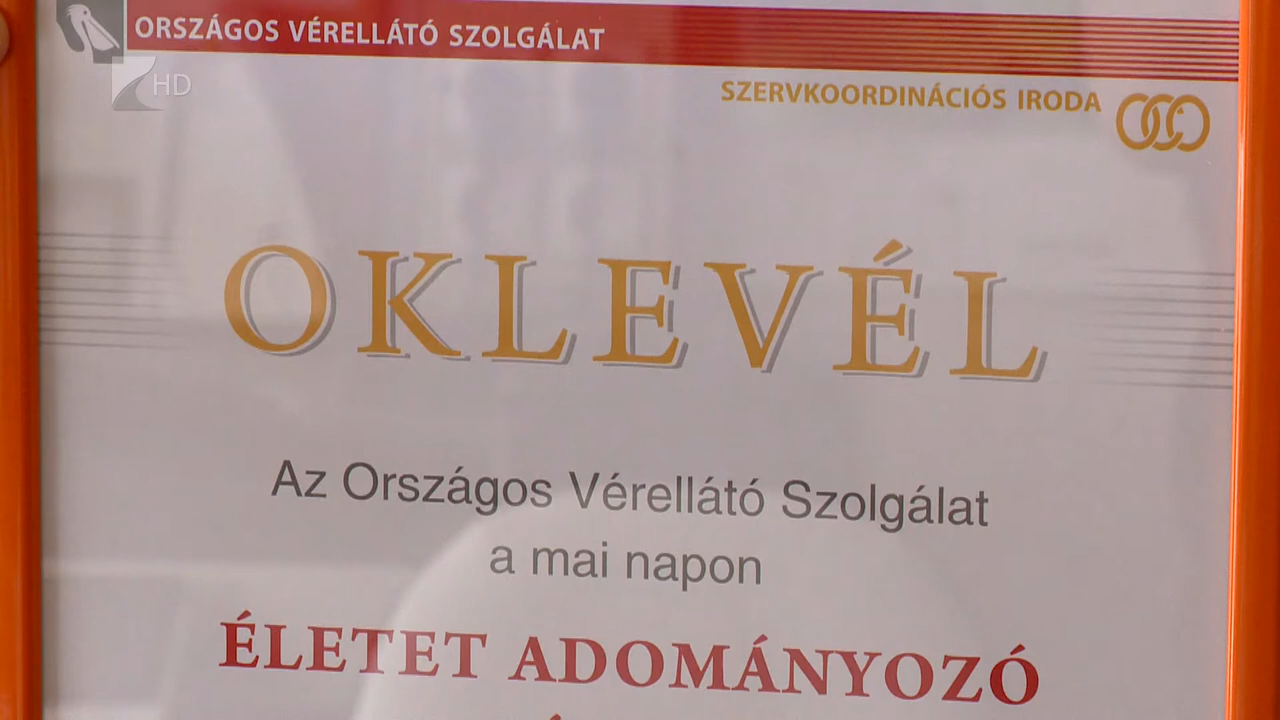 ORSZÁGOS VÉRELLÁTÓ SZOLGÁLAT
HD
SZERVKOORDINÁCIÓS IRODA
OKLEVÉL
Az Országos Vérellátó Szolgálat
a mai napon
ÉLETET ADOMÁNYOZÓ